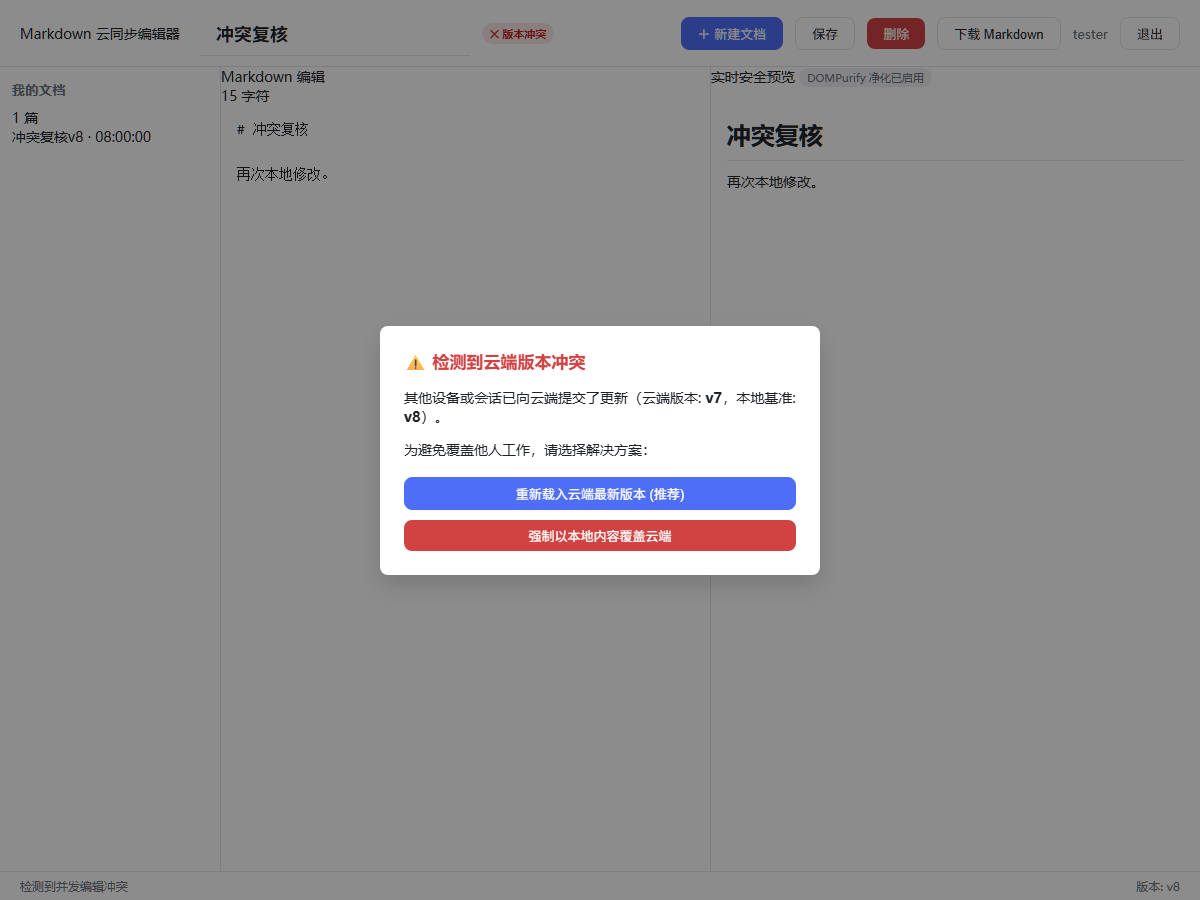 Markdown 云同步编辑器
冲突复核
✕ 版本冲突
+ 新建文档
保存
删除
下载 Markdown
tester
退出
我的文档
1 篇
冲突复核v8 · 08:00:00
Markdown 编辑
15 字符
# 冲突复核
再次本地修改。
实时安全预览 DOMPurify 净化已启用
冲突复核
再次本地修改。
⚠️ 检测到云端版本冲突
其他设备或会话已向云端提交了更新（云端版本: v7，本地基准:
v8）。
为避免覆盖他人工作，请选择解决方案：
重新载入云端最新版本 (推荐)
强制以本地内容覆盖云端
检测到并发编辑冲突
版本: v8